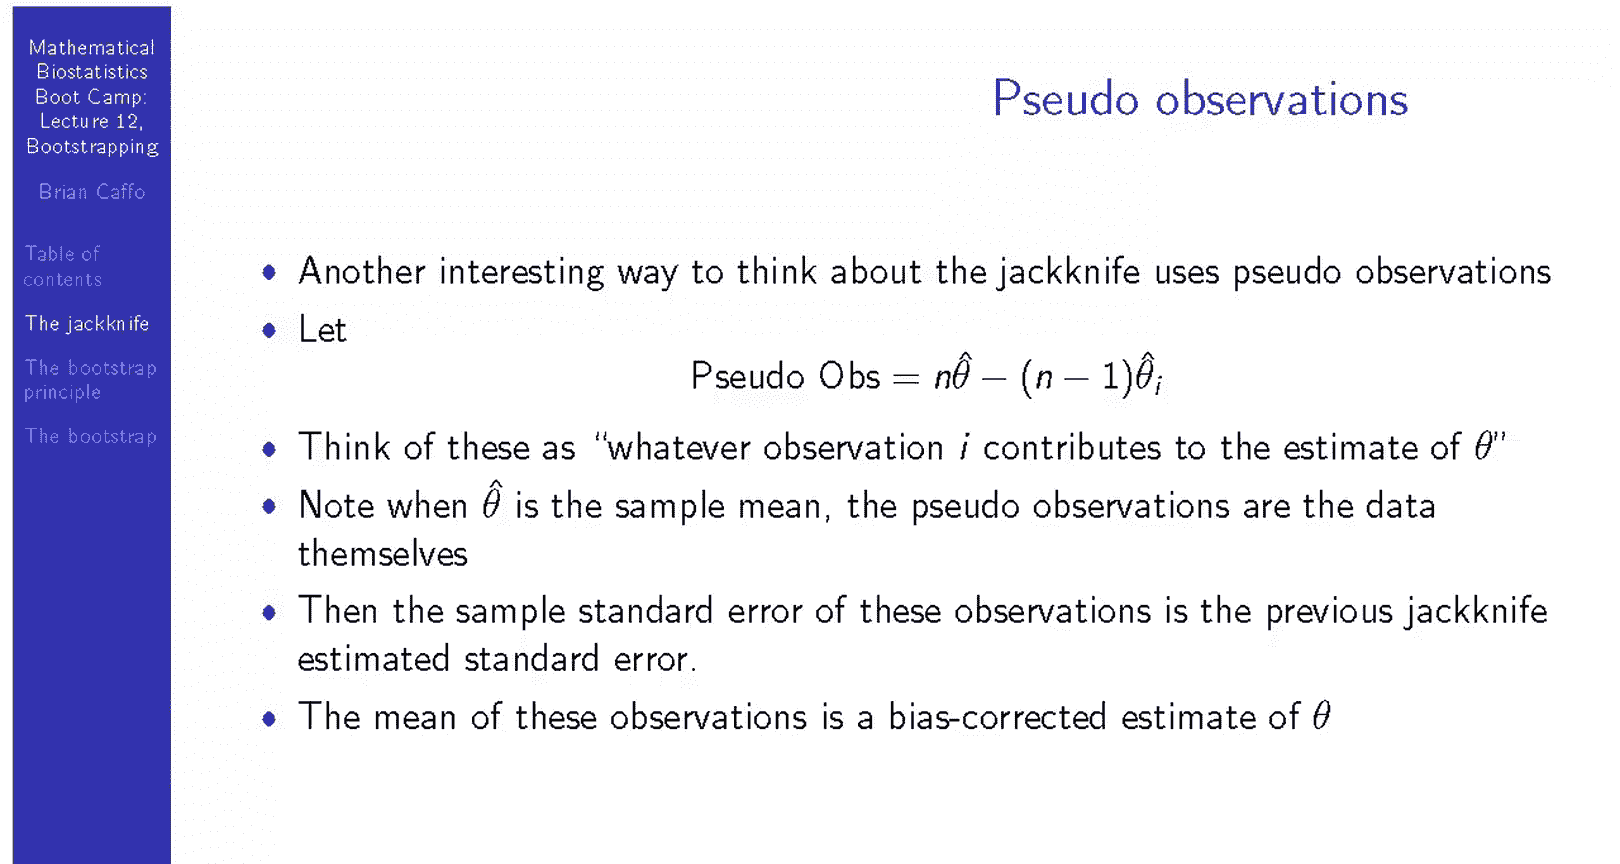 Mathematical
Biostatistics
Boot Camp:
Lecture 12,
Bootstrapping
Brian Caffo
Table of
contents
The jackknife
The bootstrap
principle
The bootstrap
Pseudo observations
• Another interesting way to think about the jackknife uses pseudo observations
• Let
Pseudo Obs = nθ̂ − (n − 1)θ̂ᵢ
• Think of these as “whatever observation i contributes to the estimate of θ”
• Note when θ̂ is the sample mean, the pseudo observations are the data
themselves
• Then the sample standard error of these observations is the previous jackknife
estimated standard error.
• The mean of these observations is a bias-corrected estimate of θ